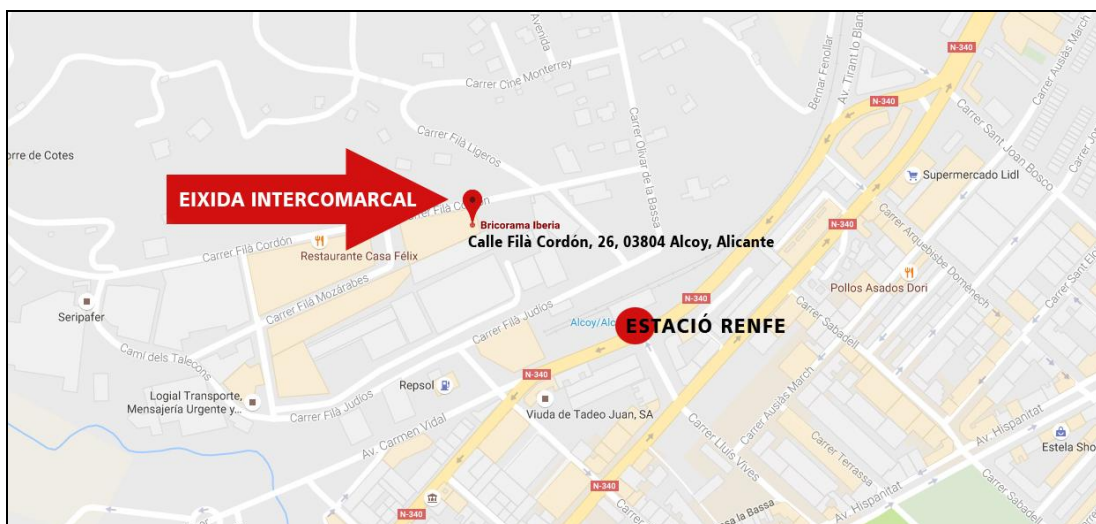 Avenida
Carrer Cine Monterrey
Bernar Fenollar
Av. Tirant lo Blanc
N-340
Carrer Ausiàs March
N-340
Carrer Filà Ligeros
Carrer Olivar de la Bassa
Carrer Sant Joan Bosco
orre de Cotes
Supermercado Lidl
EIXIDA INTERCOMARCAL
Bricorama Iberia
Calle Filà Cordón, 26, 03804 Alcoy, Alicante
Carrer Filà Cordón
Restaurante Casa Félix
Carrer Arquebisbe Domènech
Pollos Asados Dori
Carrer Filà Mozárabes
N-340
Seripafer
Carrer Filà Judíos
Alcoy/Alco
ESTACIÓ RENFE
Carrer Sabadell
Camí dels Talecons
N-340
N-340
Repsol
Logial Transporte,
Mensajería Urgente y...
Carrer Filà Judíos
Viuda de Tadeo Juan, SA
Carrer Ausiàs March
Av. Hispanitat
Estela Sho
Av. Carmen Vidal
Carrer Lluís Vives
Carrer Terrassa
Carrer Sabadell
N-340
Av. Hispanitat
N-340
sa la Bassa